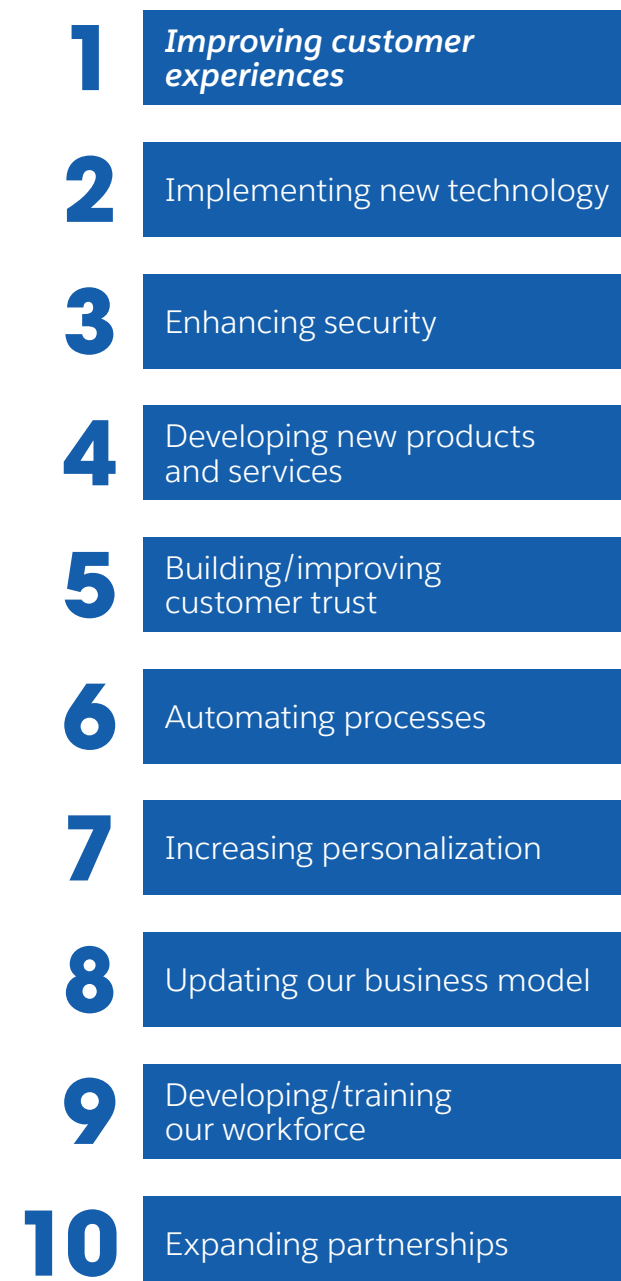 1
Improving customer
experiences
2
Implementing new technology
3
Enhancing security
4
Developing new products
and services
5
Building/improving
customer trust
6
Automating processes
7
Increasing personalization
8
Updating our business model
9
Developing/training
our workforce
10
Expanding partnerships